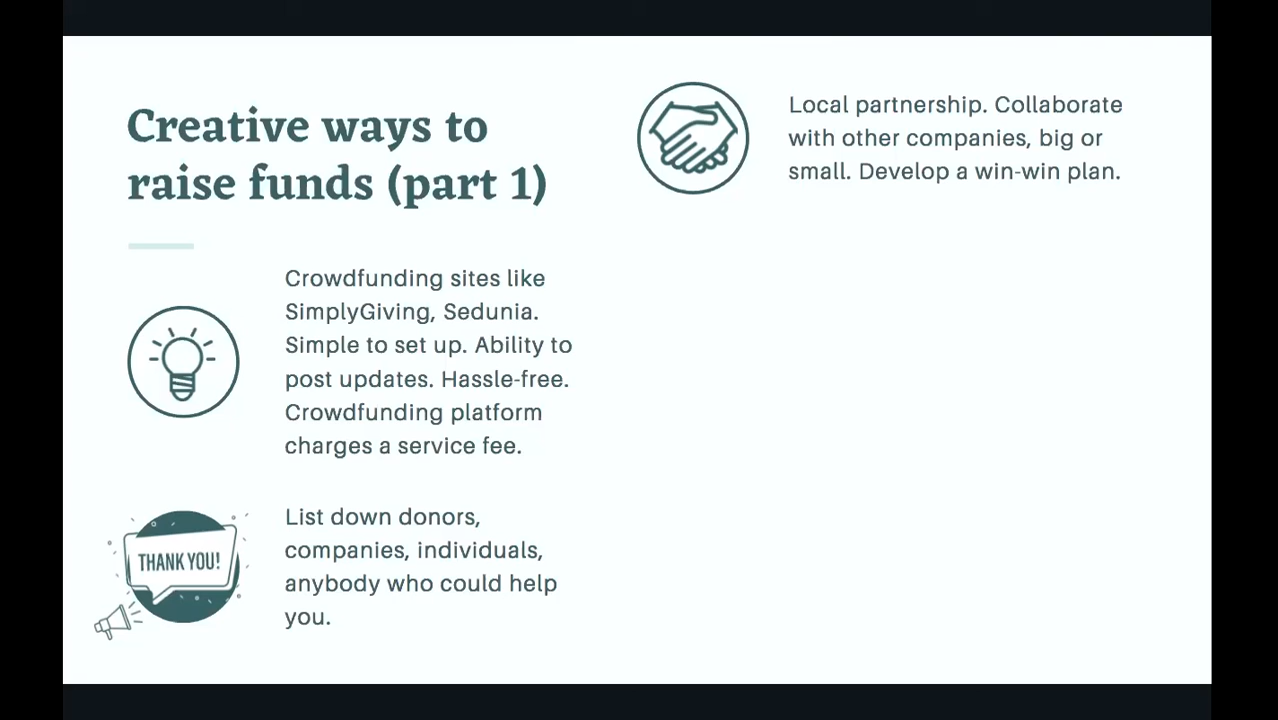 Creative ways to
raise funds (part 1)
Crowdfunding sites like
SimplyGiving, Sedunia.
Simple to set up. Ability to
post updates. Hassle-free.
Crowdfunding platform
charges a service fee.
THANK YOU!
List down donors,
companies, individuals,
anybody who could help
you.
Local partnership. Collaborate
with other companies, big or
small. Develop a win-win plan.